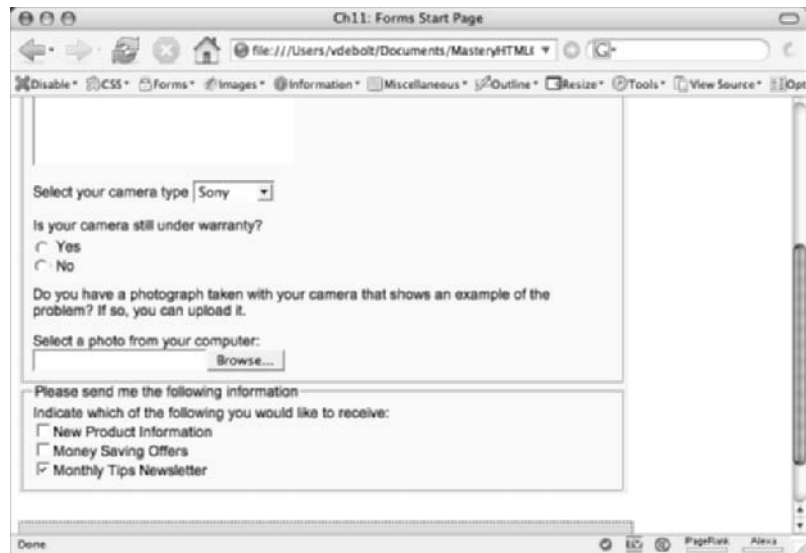 Ch11: Forms Start Page
file:///Users/vdebolt/Documents/MasteryHTML G
Disable CSS Forms Images Information Miscellaneous Outline Resize Tools View Source Opt
Select your camera type Sony
Is your camera still under warranty?
Yes
No
Do you have a photograph taken with your camera that shows an example of the
problem? If so, you can upload it.
Select a photo from your computer:
Browse...
Please send me the following information
Indicate which of the following you would like to receive:
New Product Information
Money Saving Offers
Monthly Tips Newsletter
Done PageRank Alexa